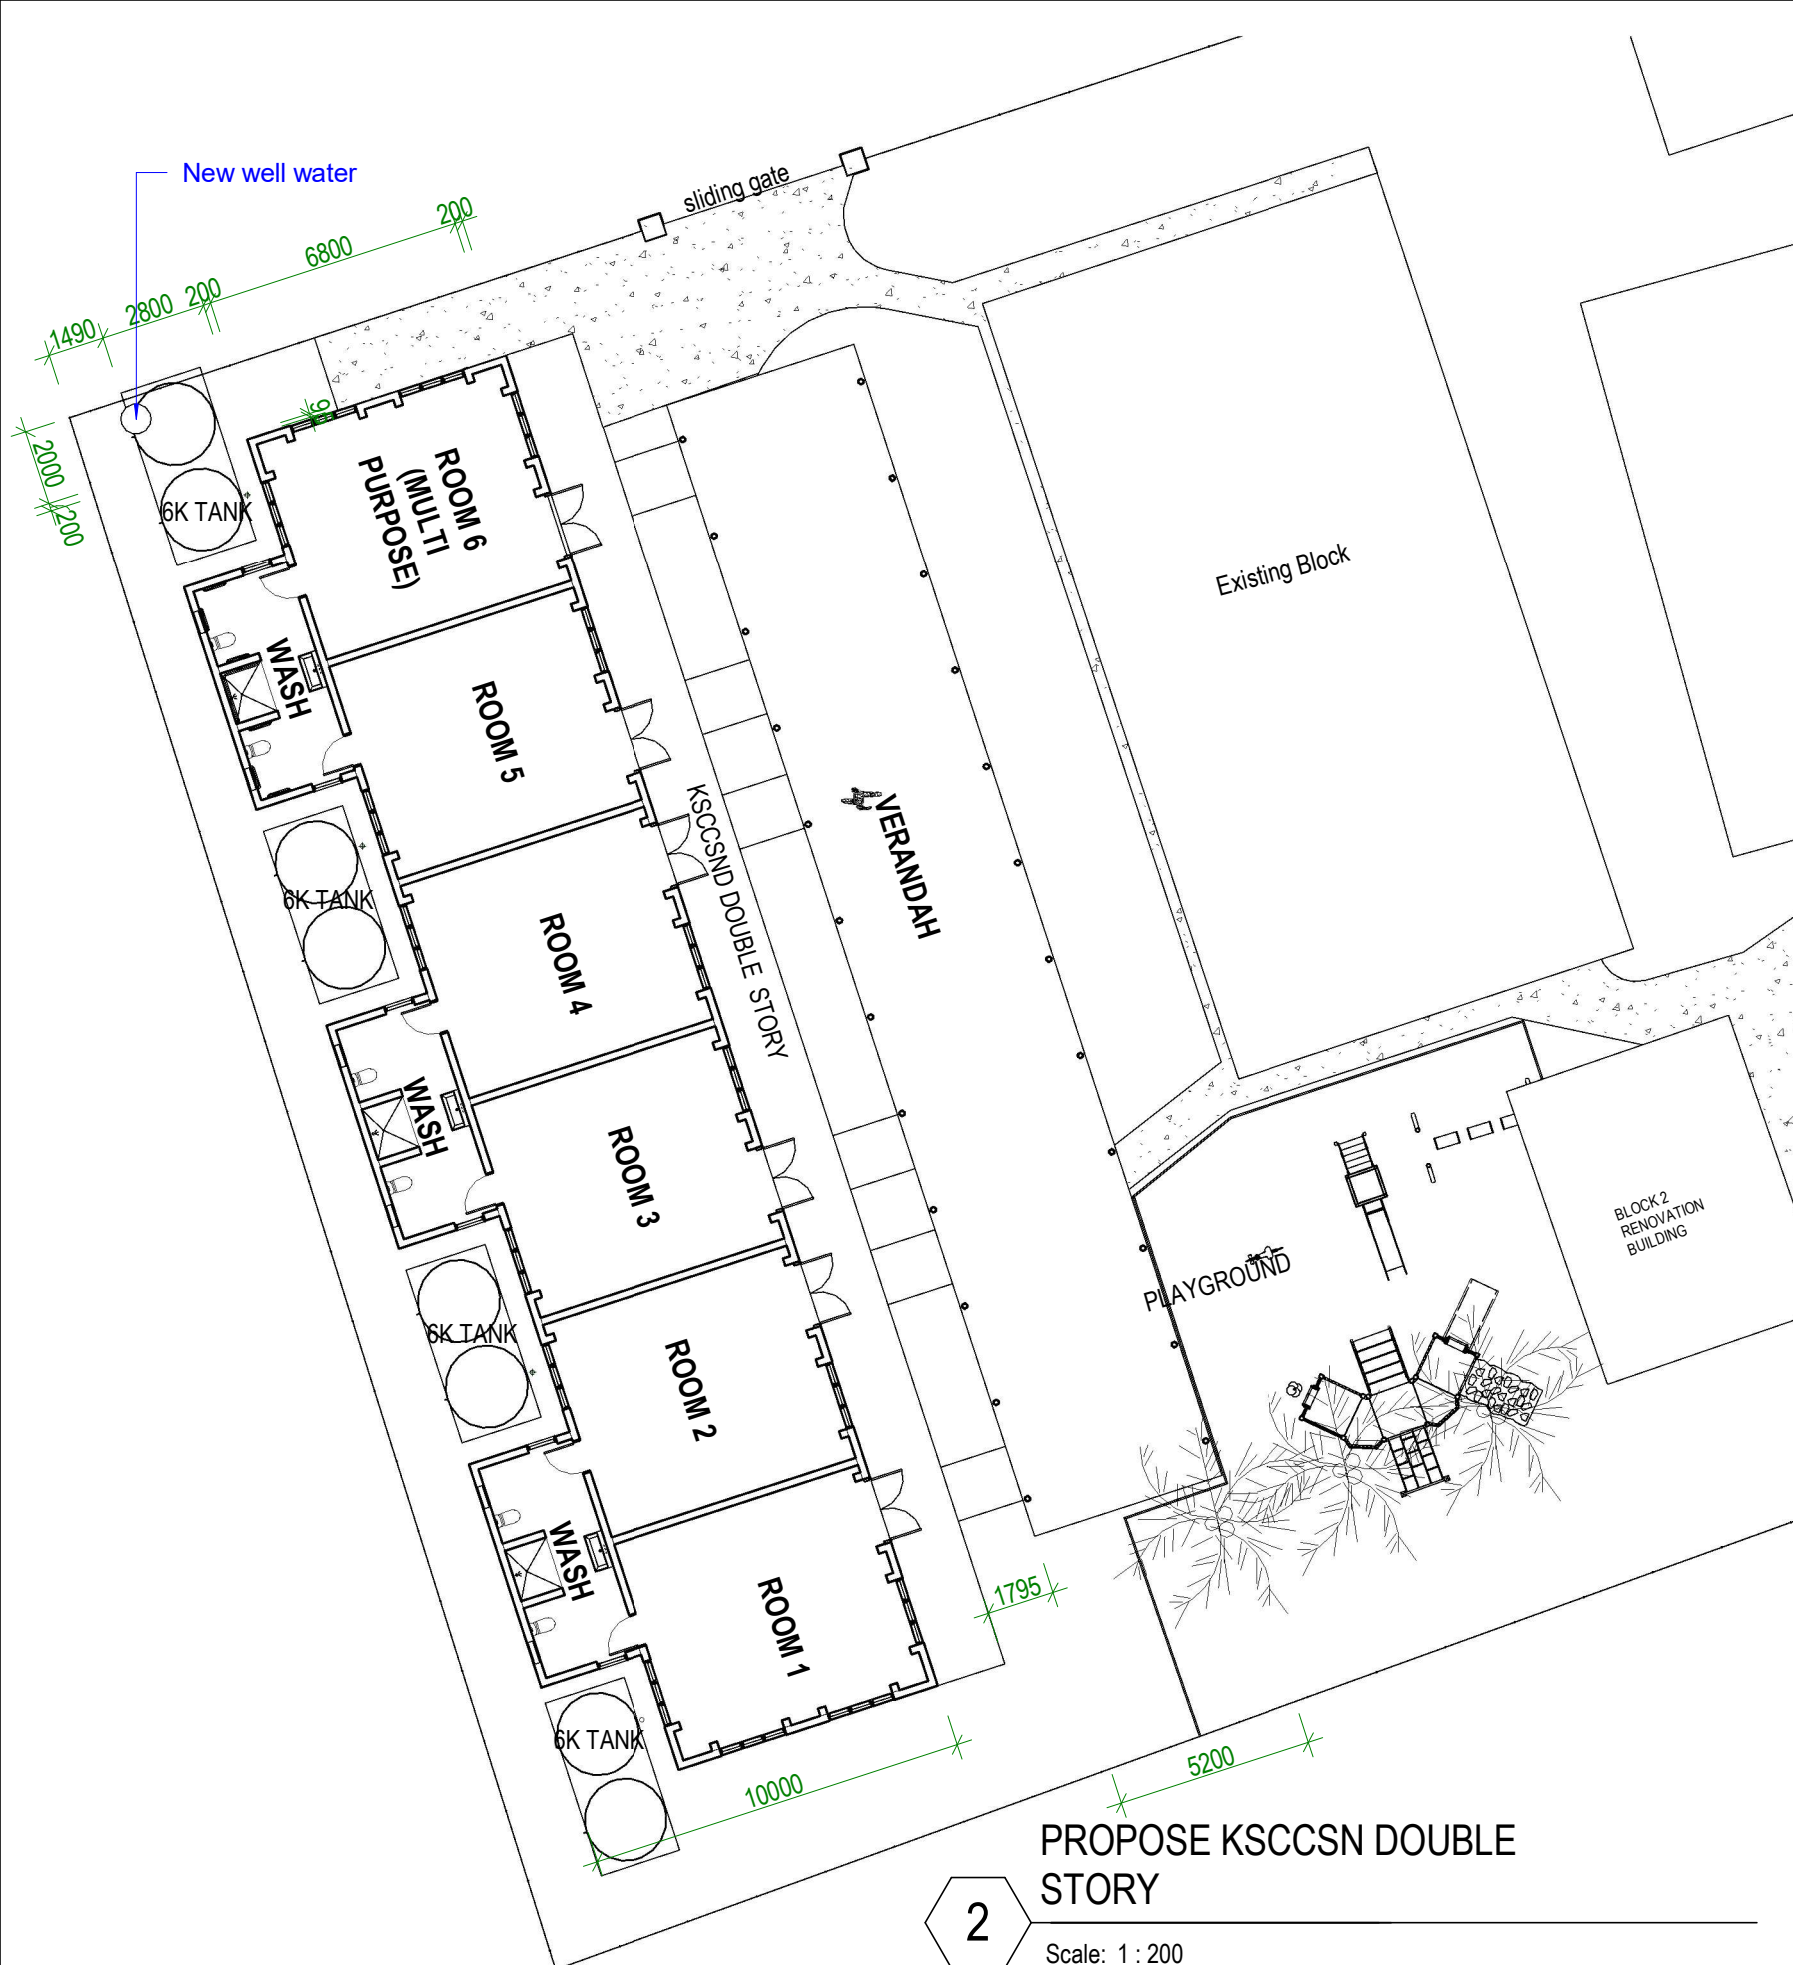 New well water
sliding gate
200
6800
200
2800
1490
2000
200
6K TANK
ROOM 6
(MULTI
PURPOSE)
WASH
ROOM 5
6K TANK
ROOM 4
KSCCSND DOUBLE STORY
VERANDAH
Existing Block
WASH
ROOM 3
6K TANK
ROOM 2
PLAYGROUND
BLOCK 2
RENOVATION
BUILDING
WASH
ROOM 1
1795
6K TANK
10000
5200
PROPOSE KSCCSN DOUBLE
STORY
2
Scale: 1 : 200